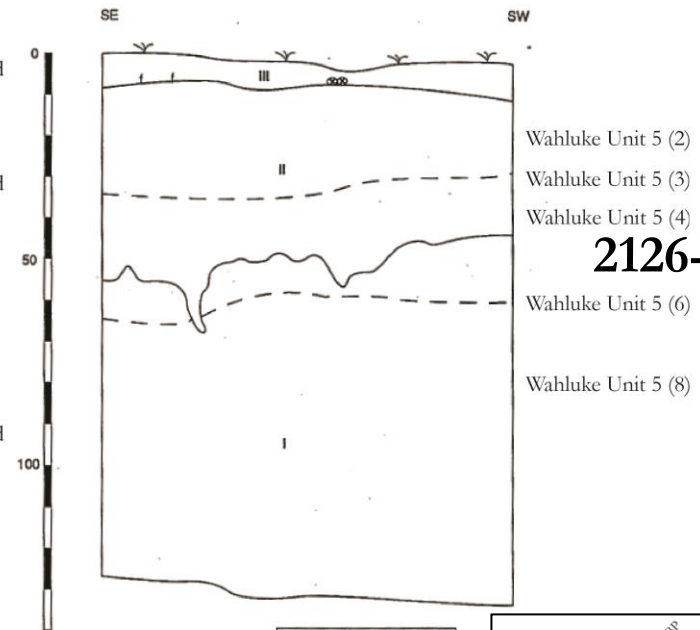 SE SW
0
III
Wahluke Unit 5 (2)
II
Wahluke Unit 5 (3)
Wahluke Unit 5 (4)
2126-
50
Wahluke Unit 5 (6)
Wahluke Unit 5 (8)
I
100